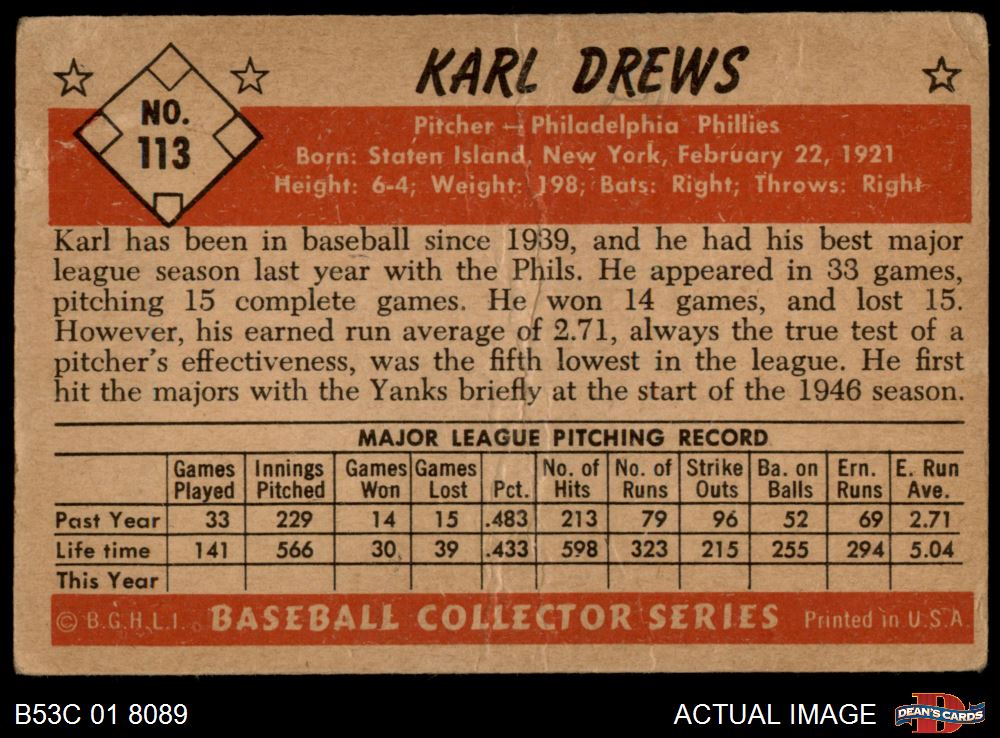 KARL DREWS
NO.
113
Pitcher — Philadelphia Phillies
Born: Staten Island, New York, February 22, 1921
Height: 6-4; Weight: 198; Bats: Right; Throws: Right
Karl has been in baseball since 1939, and he had his best major
league season last year with the Phils. He appeared in 33 games,
pitching 15 complete games. He won 14 games, and lost 15.
However, his earned run average of 2.71, always the true test of a
pitcher's effectiveness, was the fifth lowest in the league. He first
hit the majors with the Yanks briefly at the start of the 1946 season.
MAJOR LEAGUE PITCHING RECORD
Games Innings Games Games No. of No. of Strike Ba. on Ern. E. Run
Played Pitched Won Lost Pct. Hits Runs Outs Balls Runs Ave.
Past Year 33 229 14 15 .483 213 79 96 52 69 2.71
Life time 141 566 30 39 .433 598 323 215 255 294 5.04
This Year
© B.G.H.L.I. BASEBALL COLLECTOR SERIES Printed in U.S.A.
B53C 01 8089 ACTUAL IMAGE DEAN'S CARDS